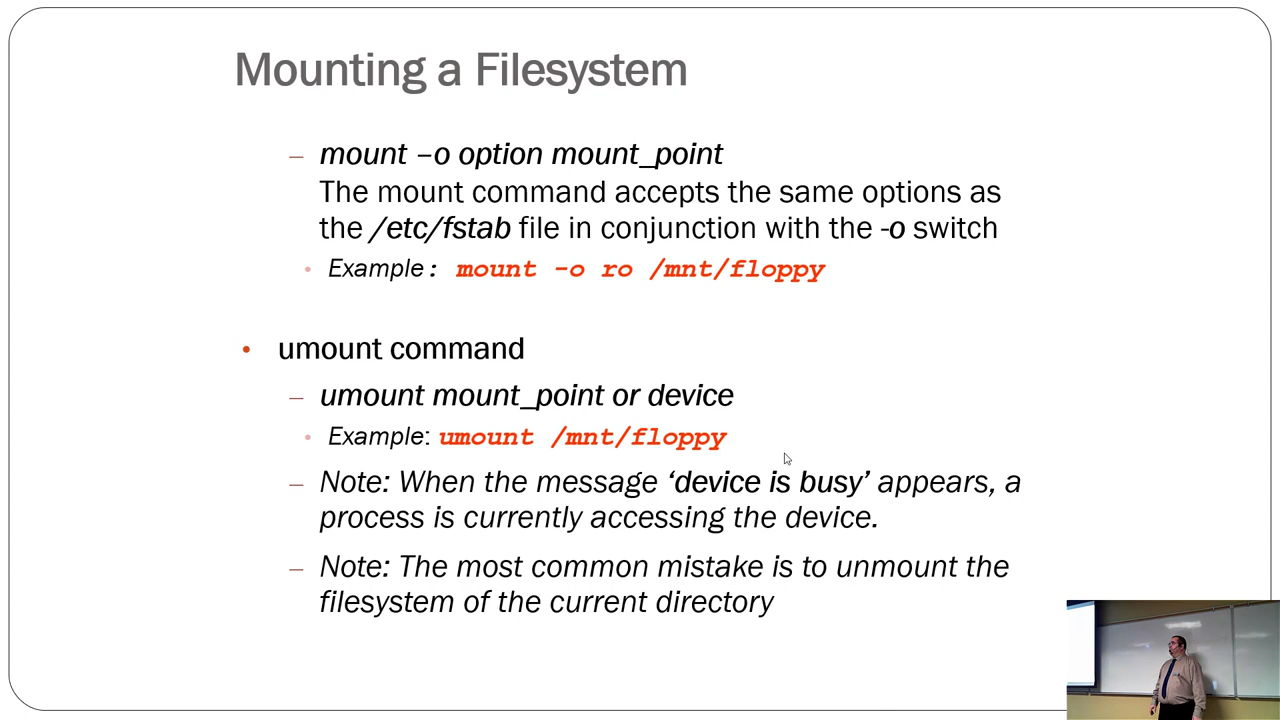 Mounting a Filesystem
– mount –o option mount_point
The mount command accepts the same options as
the /etc/fstab file in conjunction with the -o switch
• Example: mount -o ro /mnt/floppy
• umount command
– umount mount_point or device
• Example: umount /mnt/floppy
– Note: When the message ‘device is busy’ appears, a
process is currently accessing the device.
– Note: The most common mistake is to unmount the
filesystem of the current directory